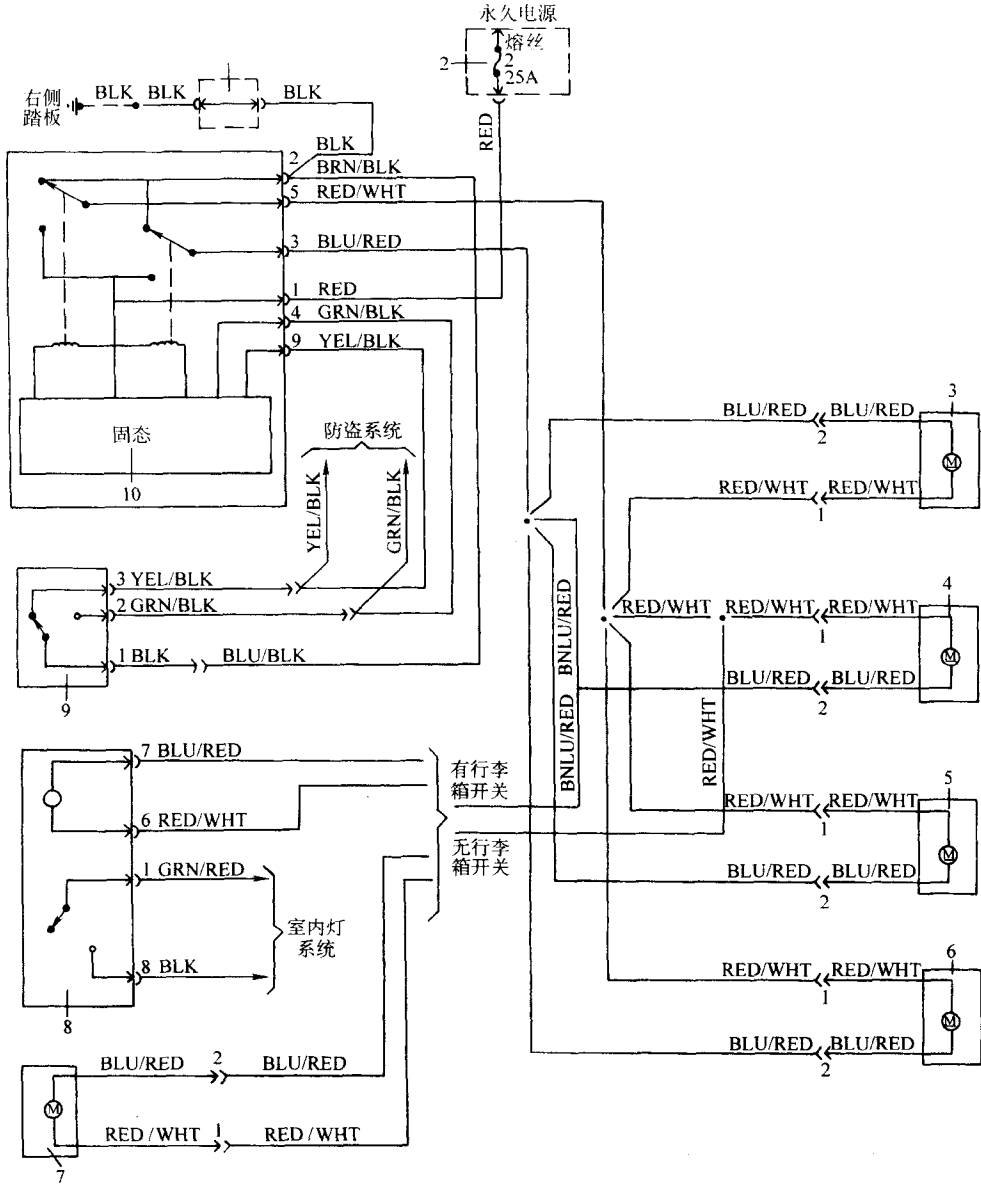 永久电源
熔丝
2
25A
2
右侧
踏板
BLK
BLK
BLK
RED
BLK
2
BRN/BLK
5
RED/WHT
3
BLU/RED
1
RED
4
GRN/BLK
9
YEL/BLK
固态
10
防盗系统
YEL/BLK
GRN/BLK
3 YEL/BLK
2 GRN/BLK
1 BLK
BLU/BLK
9
BLU/RED
BLU/RED
3
2
RED/WHT
RED/WHT
1
RED/WHT
RED/WHT
RED/WHT
4
1
BLU/RED
BLU/RED
2
BNLU/RED
BNLU/RED
RED/WHT
7 BLU/RED
6 RED/WHT
1 GRN/RED
8 BLK
8
室内灯
系统
有行李
箱开关
无行李
箱开关
RED/WHT
RED/WHT
5
1
BLU/RED
BLU/RED
2
RED/WHT
RED/WHT
6
1
BLU/RED
BLU/RED
2
BLU/RED
2
BLU/RED
RED/WHT
1
RED/WHT
7
M
M
M
M
M